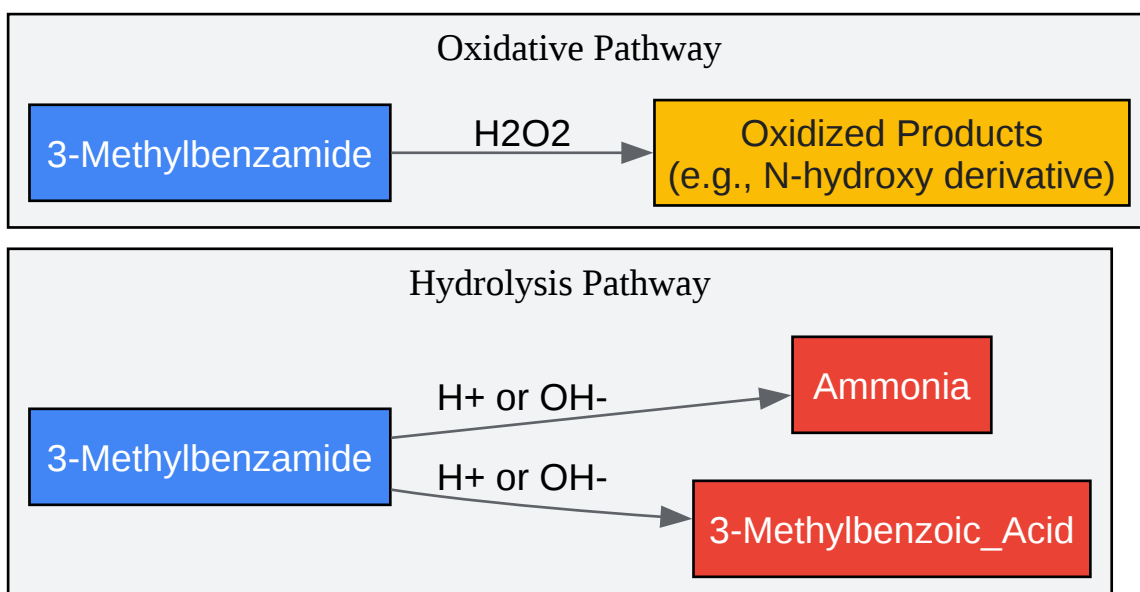 Oxidative Pathway
3-Methylbenzamide
H2O2
Oxidized Products
(e.g., N-hydroxy derivative)
Hydrolysis Pathway
3-Methylbenzamide
H+ or OH-
Ammonia
H+ or OH-
3-Methylbenzoic_Acid